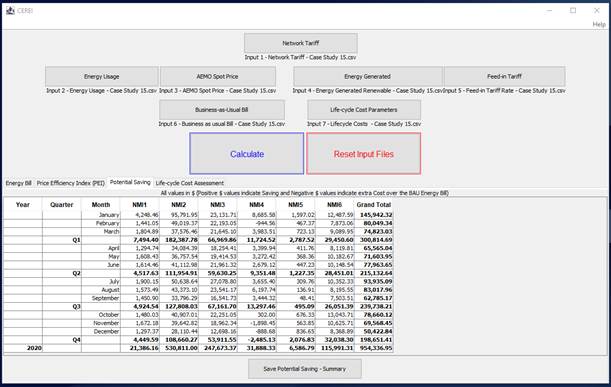 CEREI
Help
Network Tariff
Input 1 - Network Tariff - Case Study 15.csv
Energy Usage AEMO Spot Price Energy Generated Feed-in Tariff
Input 2 - Energy Usage - Case Study 15.csv Input 3 - AEMO Spot Price - Case Study 15.csv Input 4 - Energy Generated Renewable - Case Study 15.csv Input 5 - Feed-in Tariff Rate - Case Study 15.csv
Business-as-Usual Bill Life-cycle Cost Parameters
Input 6 - Business as usual Bill - Case Study 15.csv Input 7 - Lifecycle Costs - Case Study 15.csv
Calculate Reset Input Files
Energy Bill Price Efficiency Index (PEI) Potential Saving Life-cycle Cost Assessment
All values in $ (Positive $ values indicate Saving and Negative $ values indicate extra Cost over the BAU Energy Bill)
Year Quarter Month NMI1 NMI2 NMI3 NMI4 NMI5 NMI6 Grand Total
January 4,248.46 95,791.95 23,131.71 8,685.58 1,597.02 12,487.59 145,942.32
February 1,441.05 49,019.37 22,193.05 -944.56 467.37 7,873.06 80,049.34
March 1,804.89 37,576.46 21,645.10 3,983.51 723.13 9,089.95 74,823.03
Q1 7,494.40 182,387.78 66,969.86 11,724.52 2,787.52 29,450.60 300,814.69
April 1,294.74 34,084.39 18,254.41 3,399.94 411.76 8,119.81 65,565.04
May 1,608.43 36,757.54 19,414.53 3,272.42 368.36 10,182.67 71,603.95
June 1,614.46 41,112.98 21,961.32 2,679.12 447.23 10,148.54 77,963.65
Q2 4,517.63 111,954.91 59,630.25 9,351.48 1,227.35 28,451.01 215,132.64
July 1,900.15 50,638.64 27,078.80 3,655.40 309.76 10,352.33 93,935.09
August 1,573.49 43,373.10 23,541.17 6,197.74 136.91 8,195.55 83,017.96
September 1,450.90 33,796.29 16,541.73 3,444.32 48.41 7,503.51 62,785.17
Q3 4,924.54 127,808.03 67,161.70 13,297.46 495.09 26,051.39 239,738.21
October 1,480.03 40,907.01 22,251.05 302.00 676.33 13,043.71 78,660.12
November 1,672.18 39,642.82 18,962.34 -1,898.45 563.85 10,625.71 69,568.45
December 1,297.37 28,110.44 12,698.16 -888.68 836.65 8,368.89 50,422.84
Q4 4,449.59 108,660.27 53,911.55 -2,485.13 2,076.83 32,038.30 198,651.41
2020 21,386.16 530,811.00 247,673.37 31,888.33 6,586.79 115,991.31 954,336.95
Save Potential Saving - Summary